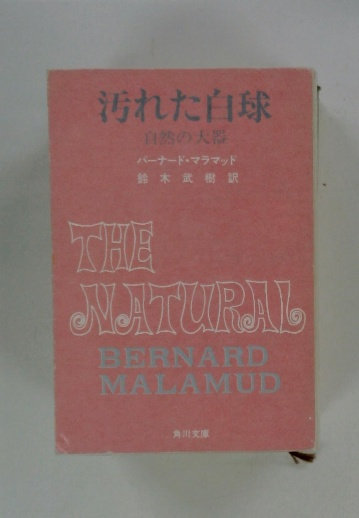 汚れた白球
自然の大器
バーナード・マラマッド
鈴木武樹訳
THE
NATURAL
BERNARD
MALAMUD
角川文庫